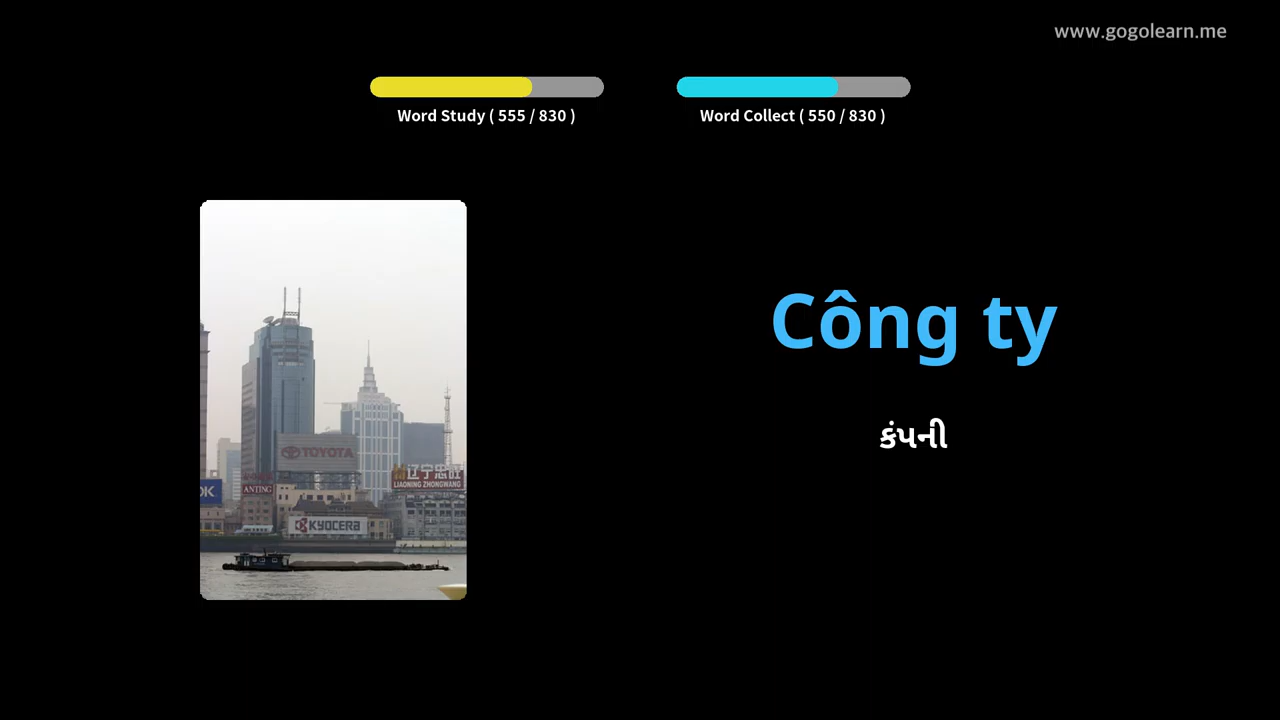 www.gogolearn.me
Word Study ( 555 / 830 )
Word Collect ( 550 / 830 )
Công ty
કંપની
TOYOTA
辽宁忠旺
LIAONING ZHONGWANG
ANTING
KYOCERA